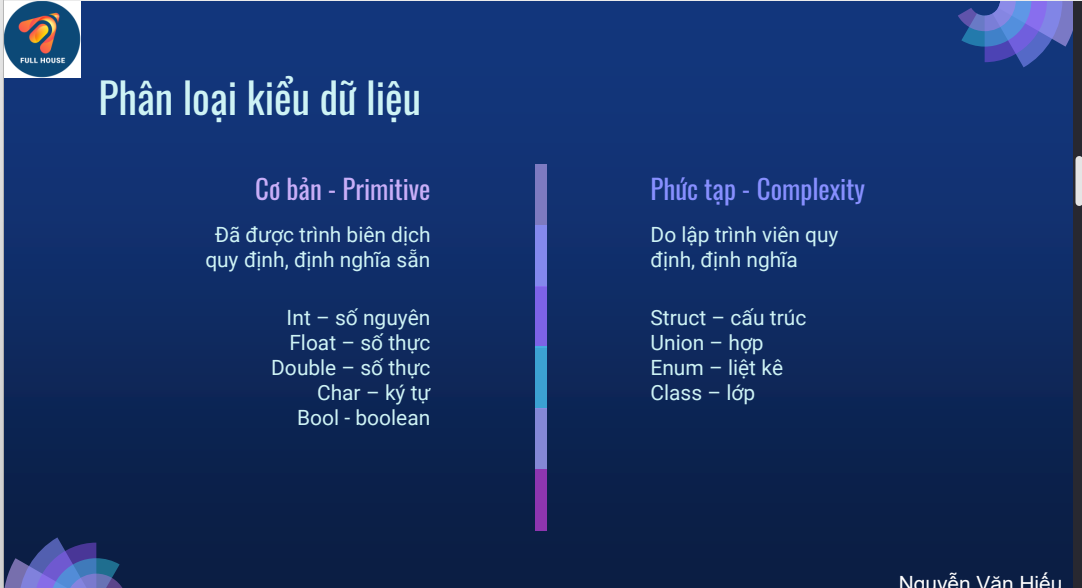 FULL HOUSE
Phân loại kiểu dữ liệu
Cơ bản - Primitive
Đã được trình biên dịch
quy định, định nghĩa sẵn
Int – số nguyên
Float – số thực
Double – số thực
Char – ký tự
Bool - boolean
Phức tạp - Complexity
Do lập trình viên quy
định, định nghĩa
Struct – cấu trúc
Union – hợp
Enum – liệt kê
Class – lớp
Nguyễn Văn Hiếu